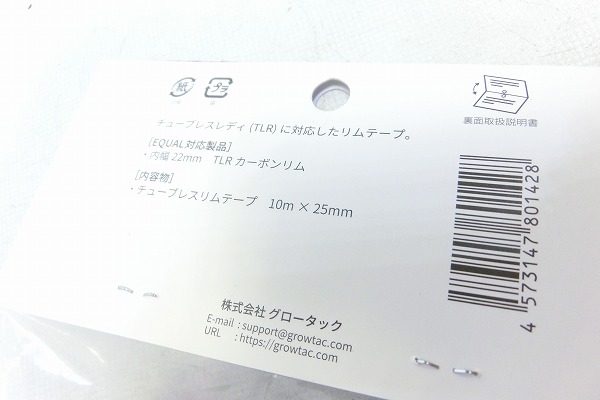 紙
プラ
チューブレスレディ (TLR) に対応したリムテープ。
[EQUAL対応製品]
・内幅 22mm　TLR カーボンリム
[内容物]
・チューブレスリムテープ　10m × 25mm
裏面取扱説明書
4 573147 801428
株式会社 グロータック
E-mail : support@growtac.com
URL : https://growtac.com